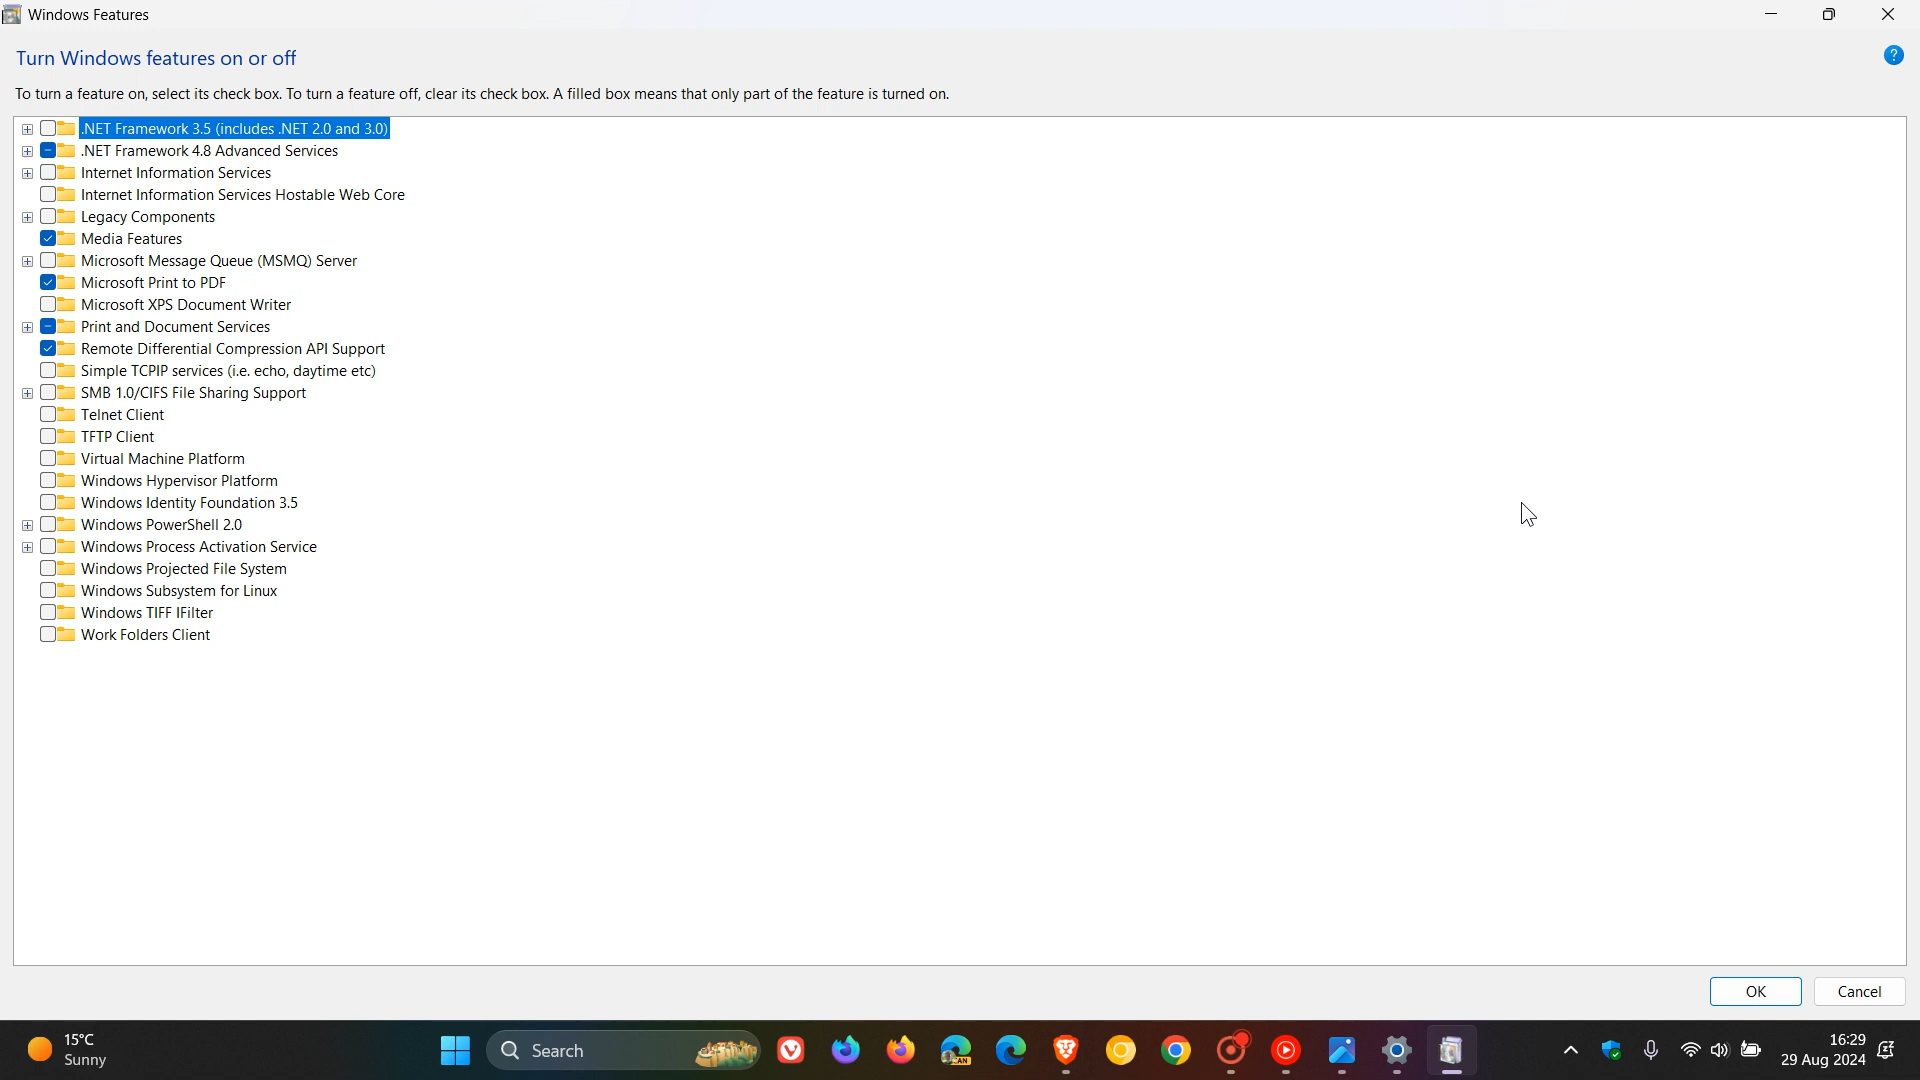 Windows Features
Turn Windows features on or off
?
To turn a feature on, select its check box. To turn a feature off, clear its check box. A filled box means that only part of the feature is turned on.
.NET Framework 3.5 (includes .NET 2.0 and 3.0)
.NET Framework 4.8 Advanced Services
Internet Information Services
Internet Information Services Hostable Web Core
Legacy Components
Media Features
Microsoft Message Queue (MSMQ) Server
Microsoft Print to PDF
Microsoft XPS Document Writer
Print and Document Services
Remote Differential Compression API Support
Simple TCPIP services (i.e. echo, daytime etc)
SMB 1.0/CIFS File Sharing Support
Telnet Client
TFTP Client
Virtual Machine Platform
Windows Hypervisor Platform
Windows Identity Foundation 3.5
Windows PowerShell 2.0
Windows Process Activation Service
Windows Projected File System
Windows Subsystem for Linux
Windows TIFF IFilter
Work Folders Client
OK
Cancel
15°C
Sunny
Search
CAN
16:29
29 Aug 2024